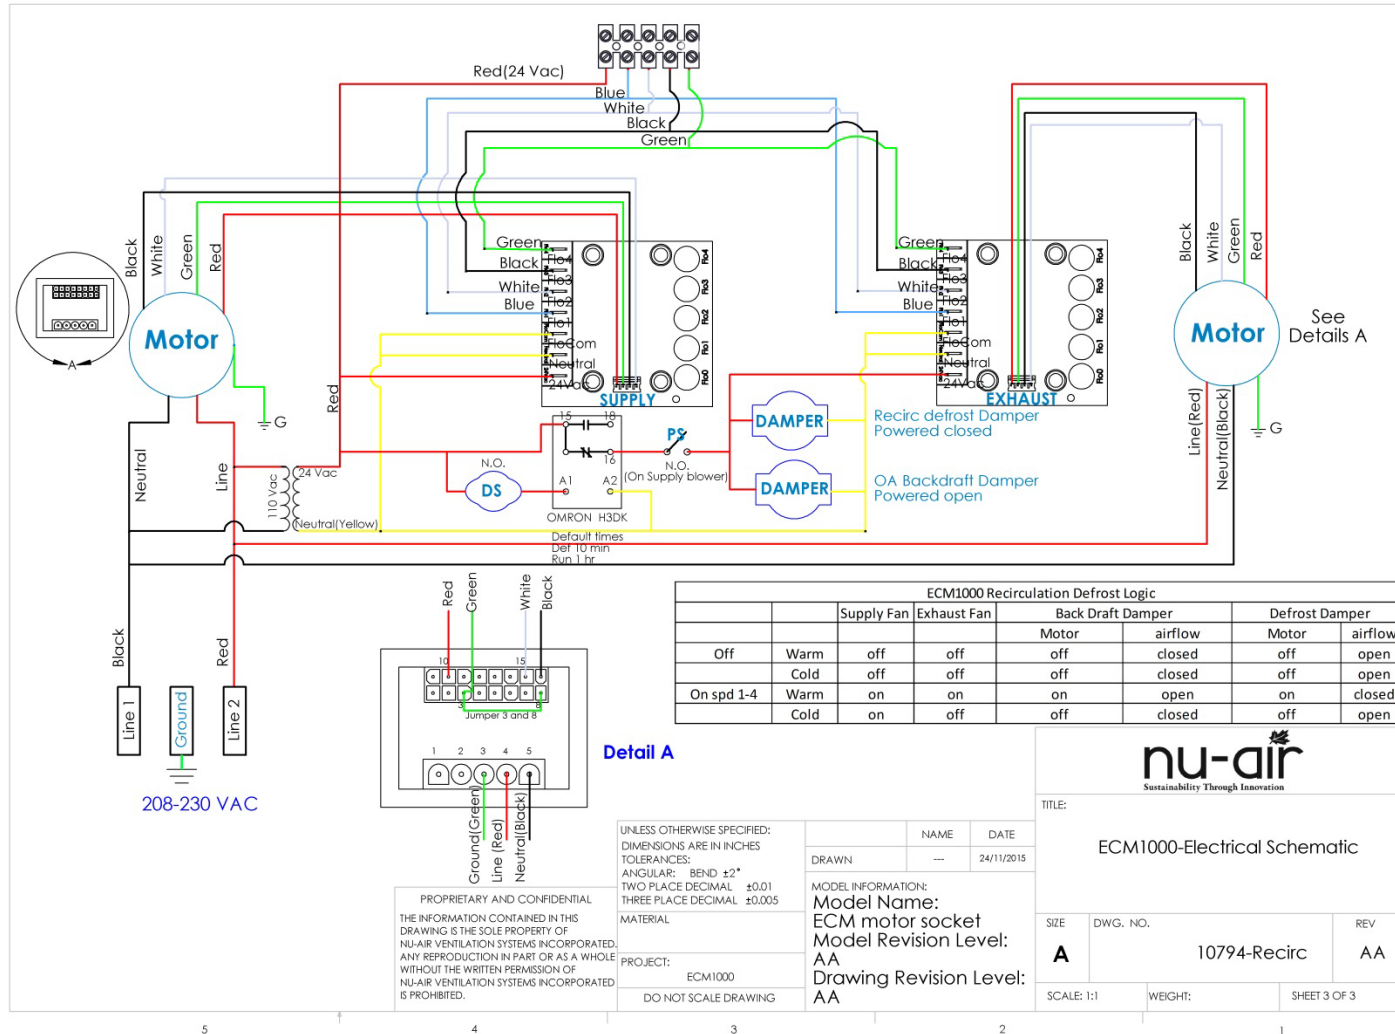 Red(24 Vac)
Blue
White
Black
Green
Black
White
Green
Red
Green
Flo4
Black
Flo3
White
Flo2
Blue
Flo1
FloCom
Neutral
24Vac
Flo4
Flo3
Flo2
Flo1
Flo0
SUPPLY
Green
Flo4
Black
Flo3
White
Flo2
Blue
Flo1
FloCom
Neutral
24Vac
Flo4
Flo3
Flo2
Flo1
Flo0
EXHAUST
Black
White
Green
Red
Motor
A
Motor
See
Details A
Red
G
Line(Red)
Neutral(Black)
G
Neutral
Line
110 Vac
24 Vac
Neutral(Yellow)
N.O.
DS
15
18
16
A1
A2
OMRON H3DK
Default times
Def 10 min
Run 1 hr
PS
N.O.
(On Supply blower)
DAMPER
Recirc defrost Damper
Powered closed
DAMPER
OA Backdraft Damper
Powered open
Black
Red
Line 1
Ground
Line 2
208-230 VAC
Red
Green
White
Black
10
15
3
8
Jumper 3 and 8
1 2 3 4 5
Ground(Green)
Line (Red)
Neutral(Black)
Detail A
ECM1000 Recirculation Defrost Logic
Supply Fan Exhaust Fan Back Draft Damper Defrost Damper
Motor airflow Motor airflow
Off Warm off off off closed off open
Cold off off off closed off open
On spd 1-4 Warm on on on open on closed
Cold on off off closed off open
PROPRIETARY AND CONFIDENTIAL
THE INFORMATION CONTAINED IN THIS
DRAWING IS THE SOLE PROPERTY OF
NU-AIR VENTILATION SYSTEMS INCORPORATED.
ANY REPRODUCTION IN PART OR AS A WHOLE
WITHOUT THE WRITTEN PERMISSION OF
NU-AIR VENTILATION SYSTEMS INCORPORATED
IS PROHIBITED.
UNLESS OTHERWISE SPECIFIED:
DIMENSIONS ARE IN INCHES
TOLERANCES:
ANGULAR: BEND ±2°
TWO PLACE DECIMAL ±0.01
THREE PLACE DECIMAL ±0.005
MATERIAL
PROJECT:
ECM1000
DO NOT SCALE DRAWING
NAME DATE
DRAWN --- 24/11/2015
MODEL INFORMATION:
Model Name:
ECM motor socket
Model Revision Level:
AA
Drawing Revision Level:
AA
nu-air
Sustainability Through Innovation
TITLE:
ECM1000-Electrical Schematic
SIZE DWG. NO. REV
A 10794-Recirc AA
SCALE: 1:1 WEIGHT: SHEET 3 OF 3
5 4 3 2 1